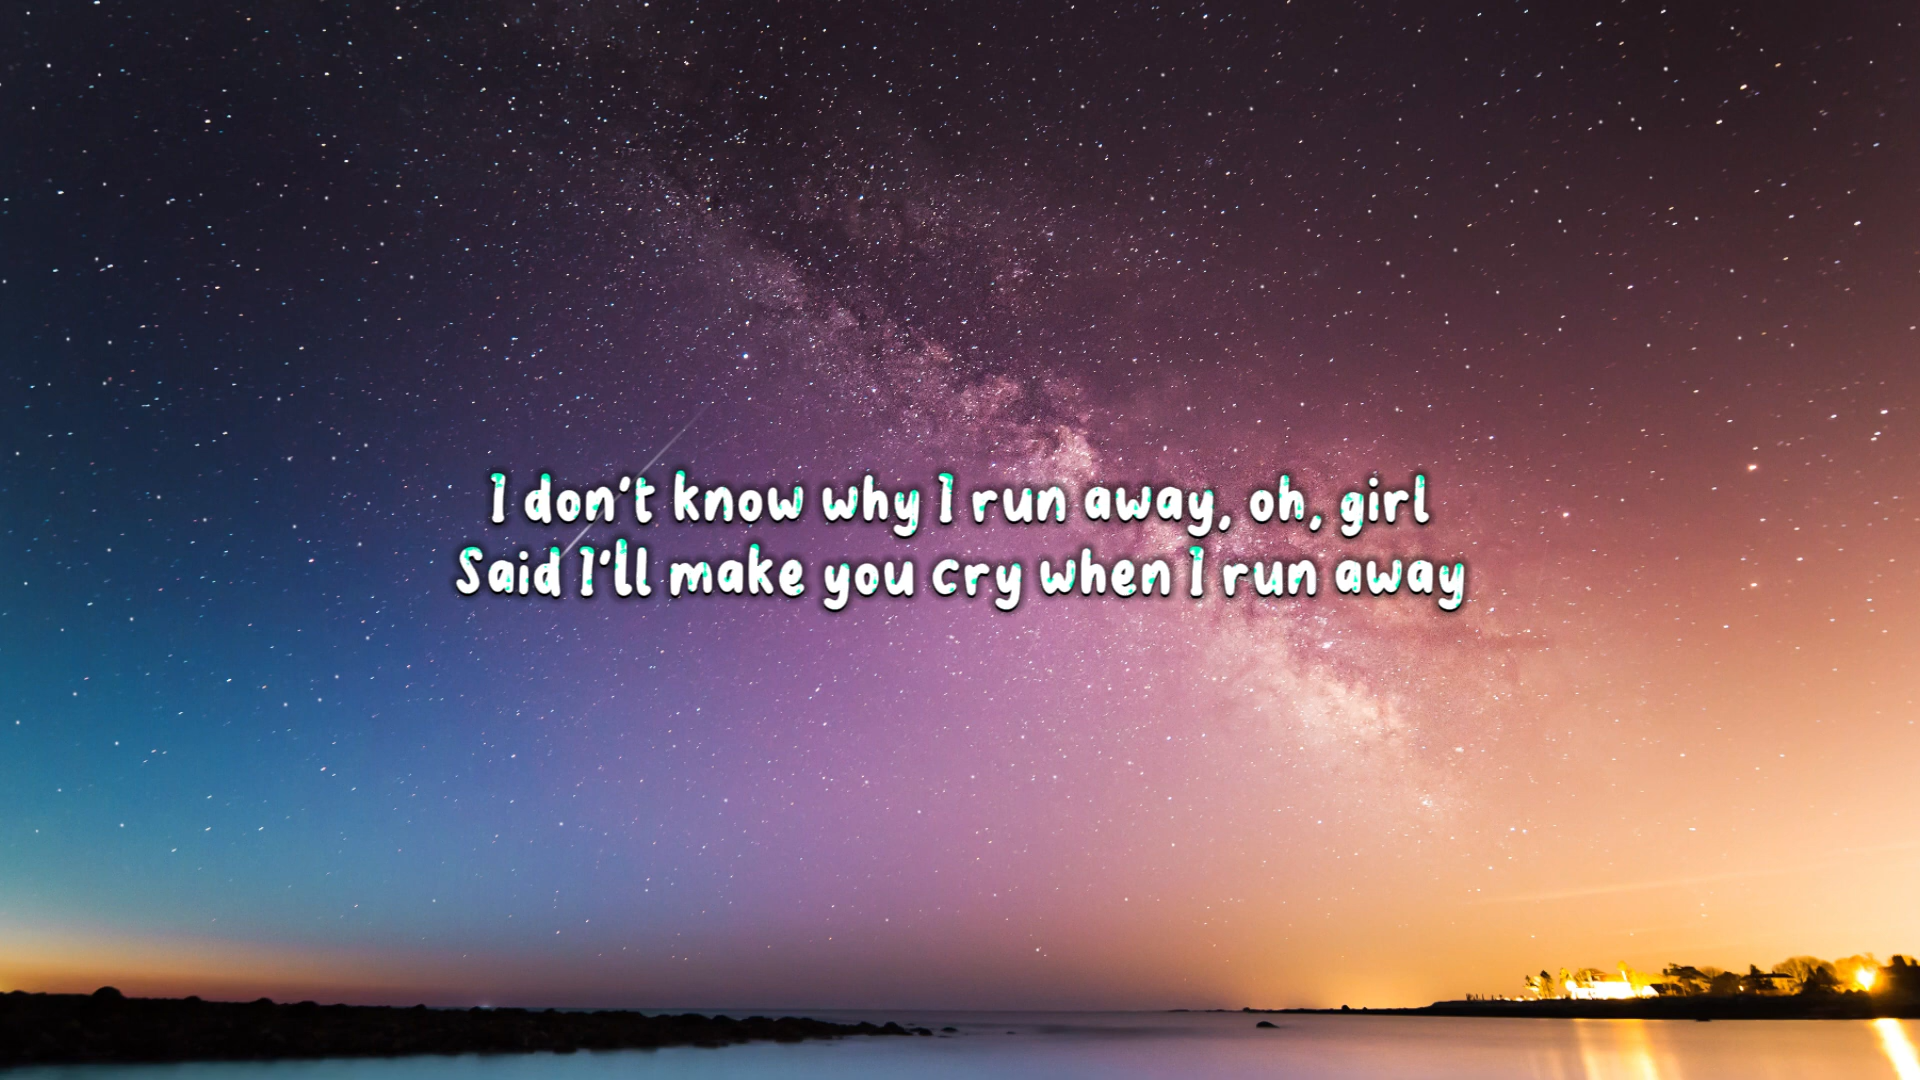 I don't know why I run away, oh, girl
Said I'll make you cry when I run away